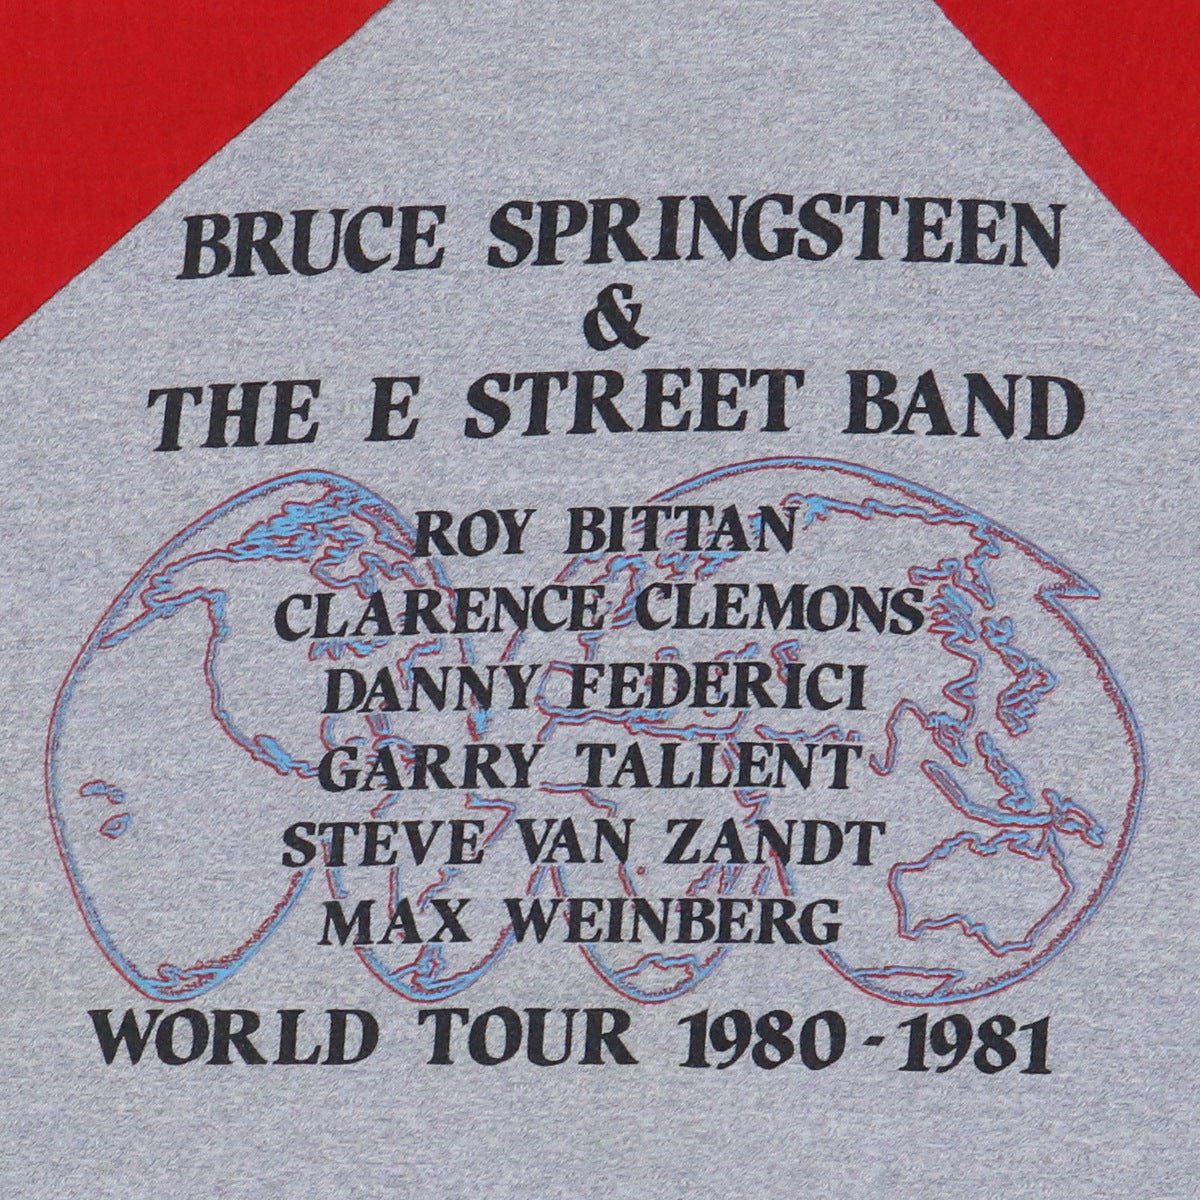 BRUCE SPRINGSTEEN
&
THE E STREET BAND
ROY BITTAN
CLARENCE CLEMONS
DANNY FEDERICI
GARRY TALLENT
STEVE VAN ZANDT
MAX WEINBERG
WORLD TOUR 1980-1981